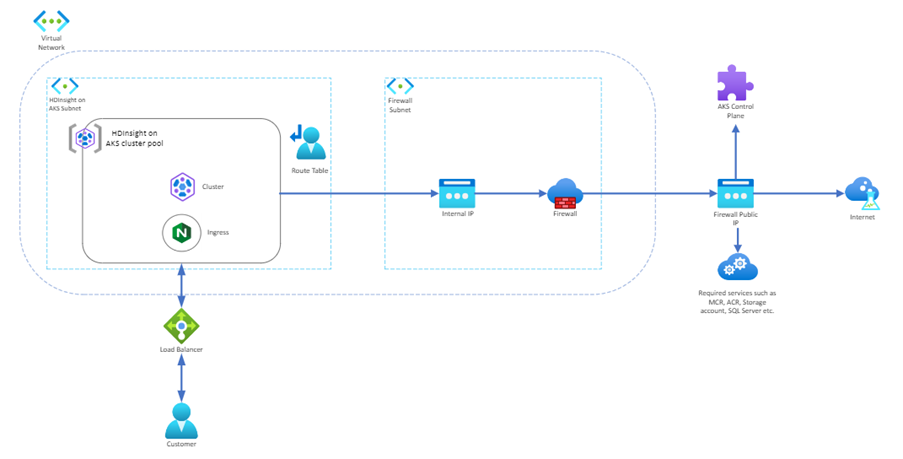 Virtual
Network
HDInsight on
AKS Subnet
HDInsight on
AKS cluster pool
Cluster
N
Ingress
Route Table
Firewall
Subnet
Internal IP
Firewall
AKS Control
Plane
Firewall Public
IP
Internet
Required services such as
MCR, ACR, Storage
account, SQL Server etc.
Load Balancer
Customer